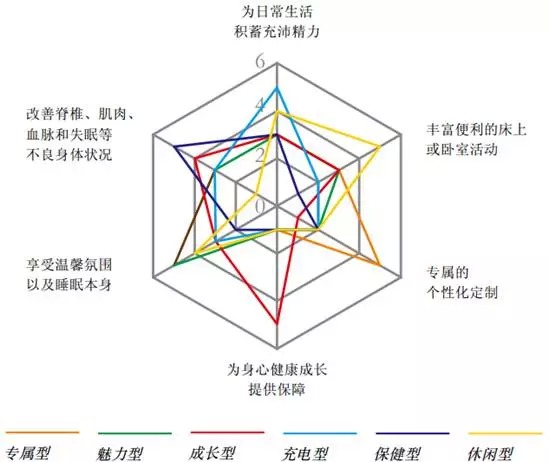 为日常生活
积蓄充沛精力
6
4
2
0
改善脊椎、肌肉、
血脉和失眠等
不良身体状况
丰富便利的床上
或卧室活动
享受温馨氛围
以及睡眠本身
专属的
个性化定制
为身心健康成长
提供保障
专属型 魅力型 成长型 充电型 保健型 休闲型